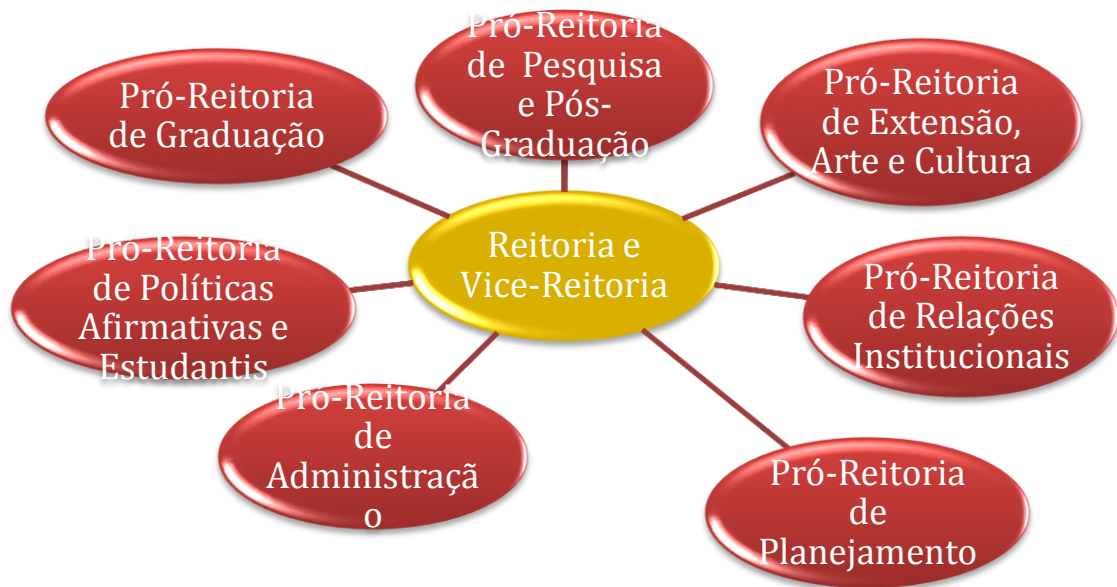 Pró-Reitoria
de Graduação
Pró-Reitoria
de Pesquisa
e Pós-
Graduação
Pró-Reitoria
de Extensão,
Arte e Cultura
Reitoria e
Vice-Reitoria
Pró-Reitoria
de Políticas
Afirmativas e
Estudantis
Pró-Reitoria
de Relações
Institucionais
Pró-Reitoria
de
Administraçã
o
Pró-Reitoria
de
Planejamento